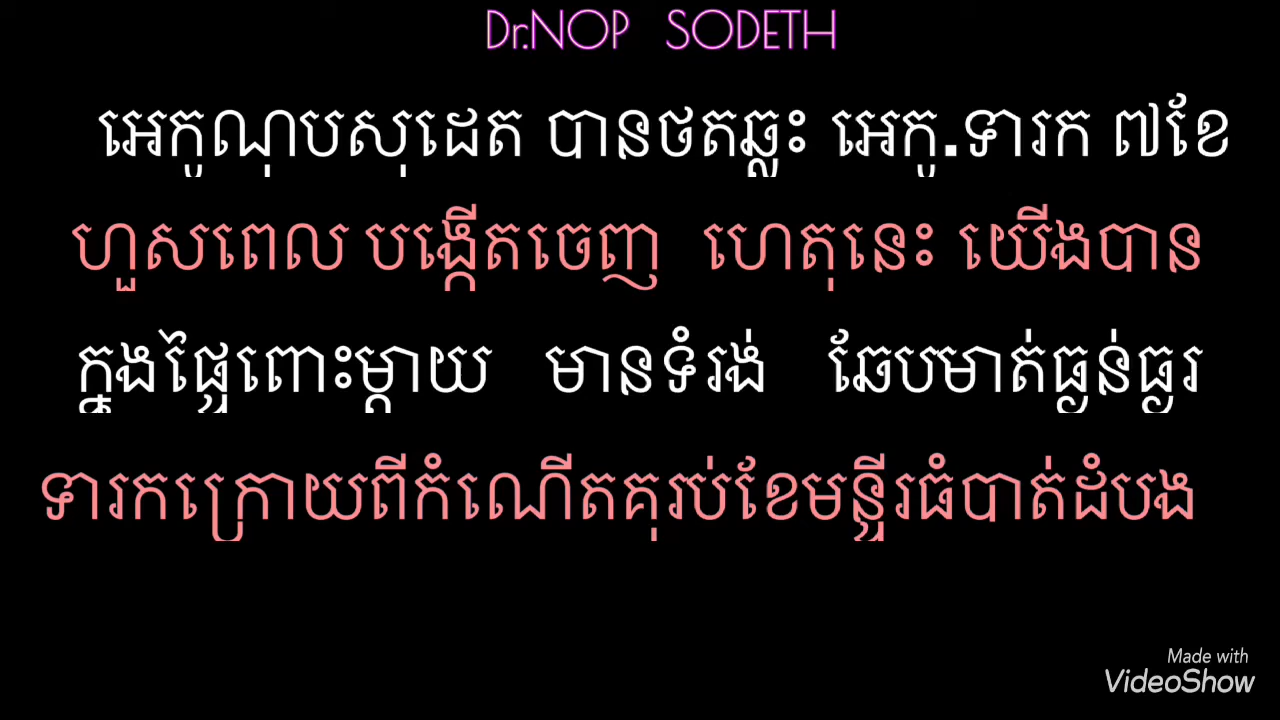 Dr.NOP SODETH
អេកូណុបសុដេត បានថតឆ្លុះ អេកូ.ទារក ៧ខែ
ហួសពេល បង្កើតចេញ ហេតុនេះ យើងបាន
ក្នុងផ្ទៃពោះម្តាយ មានទំរង់ ឆែបមាត់ធ្ងន់ធ្ងរ
ទារកក្រោយពីកំណើតគុរប់ខែមន្ទីរធំបាត់ដំបង
Made with
VideoShow